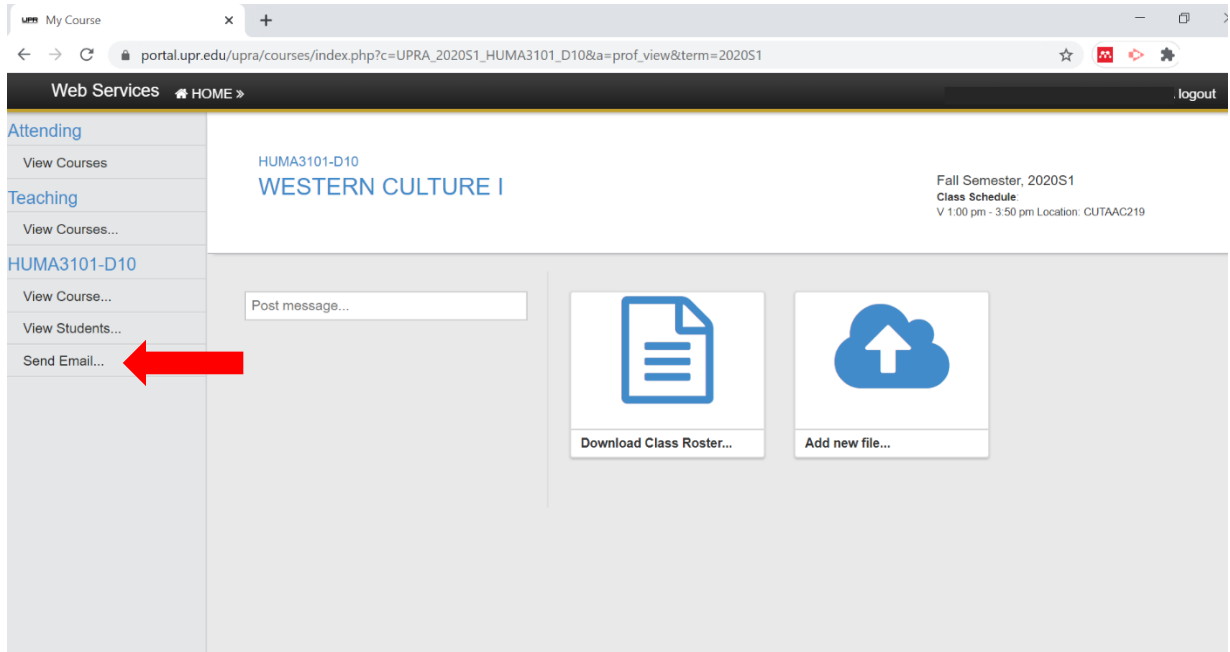 UPR My Course
portal.upr.edu/upra/courses/index.php?c=UPRA_2020S1_HUMA3101_D10&a=prof_view&term=2020S1
Web Services HOME »
logout
Attending
View Courses
Teaching
View Courses...
HUMA3101-D10
View Course...
View Students...
Send Email...
HUMA3101-D10
WESTERN CULTURE I
Fall Semester, 2020S1
Class Schedule:
V 1:00 pm - 3:50 pm Location: CUTAAC219
Post message...
Download Class Roster...
Add new file...